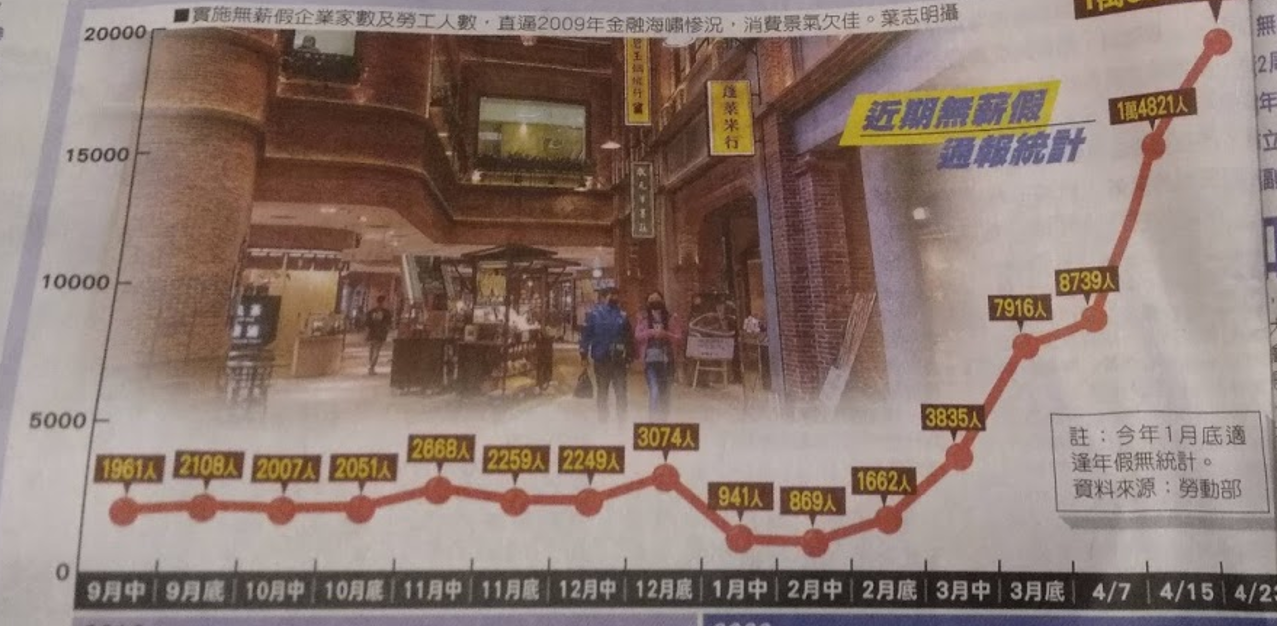 ■實施無薪假企業家數及勞工人數，直逼2009年金融海嘯慘況，消費景氣欠佳。葉志明攝
近期無薪假
通報統計
蓬萊米行
20000
15000
10000
5000
0
1961人
2108人
2007人
2051人
2668人
2259人
2249人
3074人
941人
869人
1662人
3835人
7916人
8739人
1萬4821人
註：今年1月底適
逢年假無統計。
資料來源：勞動部
9月中 9月底 10月中 10月底 11月中 11月底 12月中 12月底 1月中 2月中 2月底 3月中 3月底 4/7 4/15